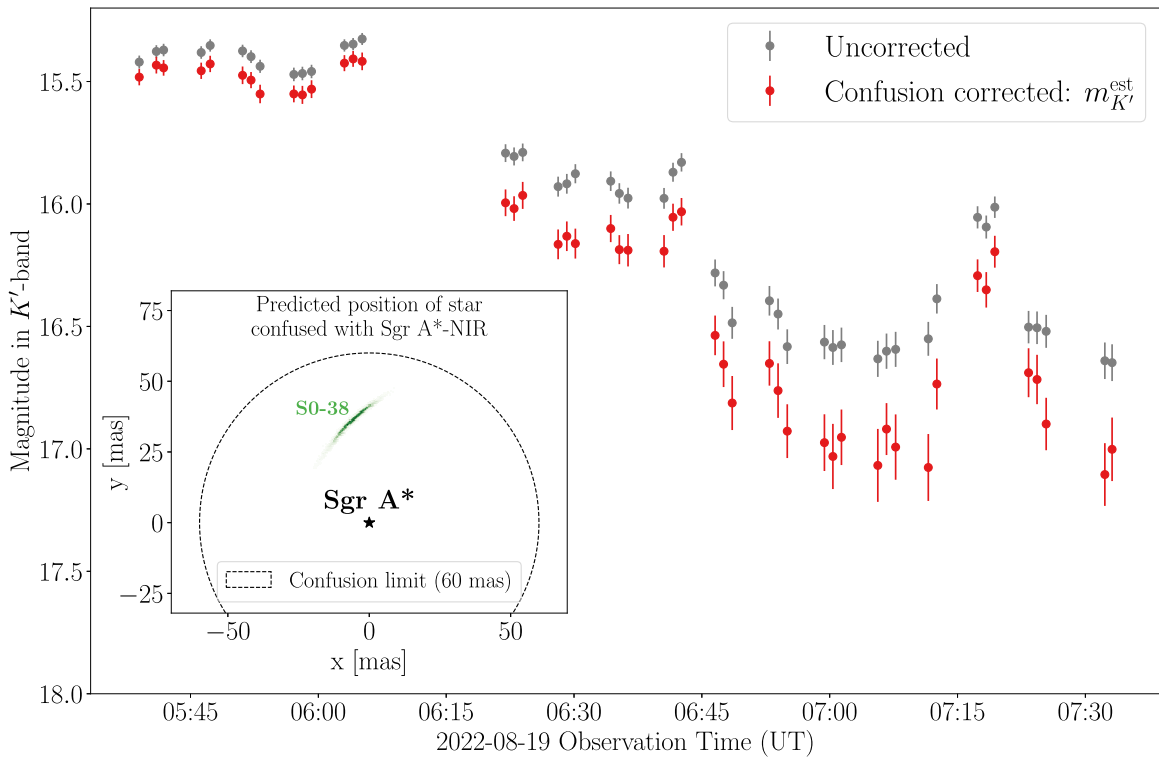 Uncorrected
Confusion corrected: m_{K′}^{est}
15.5
16.0
16.5
17.0
17.5
18.0
Magnitude in K′-band
Predicted position of star
confused with Sgr A*-NIR
75
50
25
0
−25
y [mas]
S0-38
Sgr A*
Confusion limit (60 mas)
−50
0
50
x [mas]
05:45
06:00
06:15
06:30
06:45
07:00
07:15
07:30
2022-08-19 Observation Time (UT)